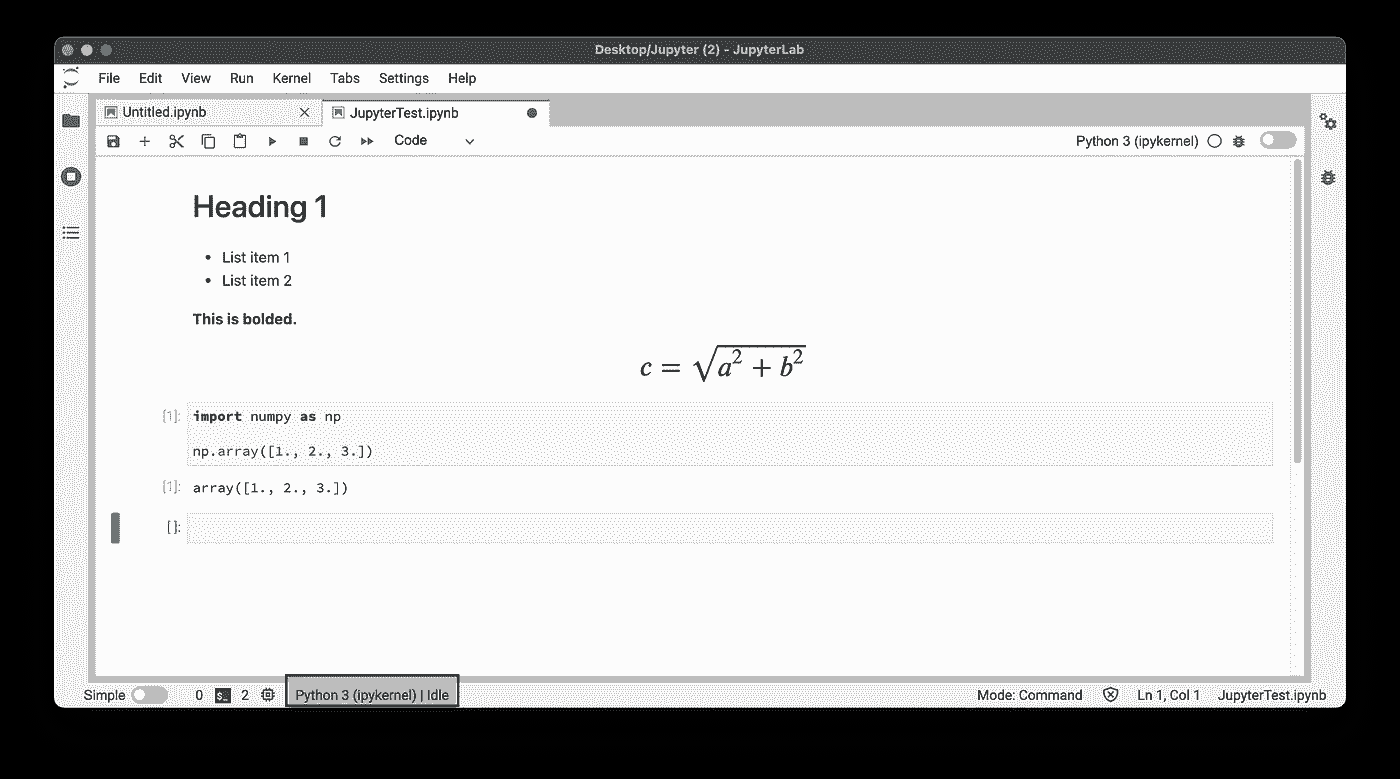 Desktop/Jupyter (2) - JupyterLab
File Edit View Run Kernel Tabs Settings Help
Untitled.ipynb JupyterTest.ipynb
Code Python 3 (ipykernel)
Heading 1
• List item 1
• List item 2
This is bolded.
c = √a² + b²
[1]: import numpy as np
np.array([1., 2., 3.])
[1]: array([1., 2., 3.])
[ ]:
Simple 0 $_ 2 Python 3 (ipykernel) | Idle Mode: Command Ln 1, Col 1 JupyterTest.ipynb